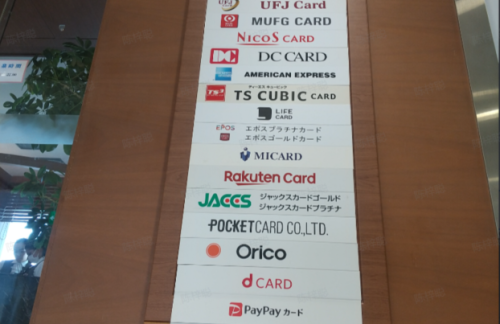 UFJ Card
MUFG CARD
NICOS CARD
DC DC CARD
AMERICAN EXPRESS
TS CUBIC CARD
LIFE CARD
EPOS エポスプラチナカード
エポスゴールドカード
MICARD
Rakuten Card
JACCS ジャックスカードゴールド
ジャックスカードプラチナ
POCKETCARD CO.,LTD.
Orico
d CARD
PayPay カード